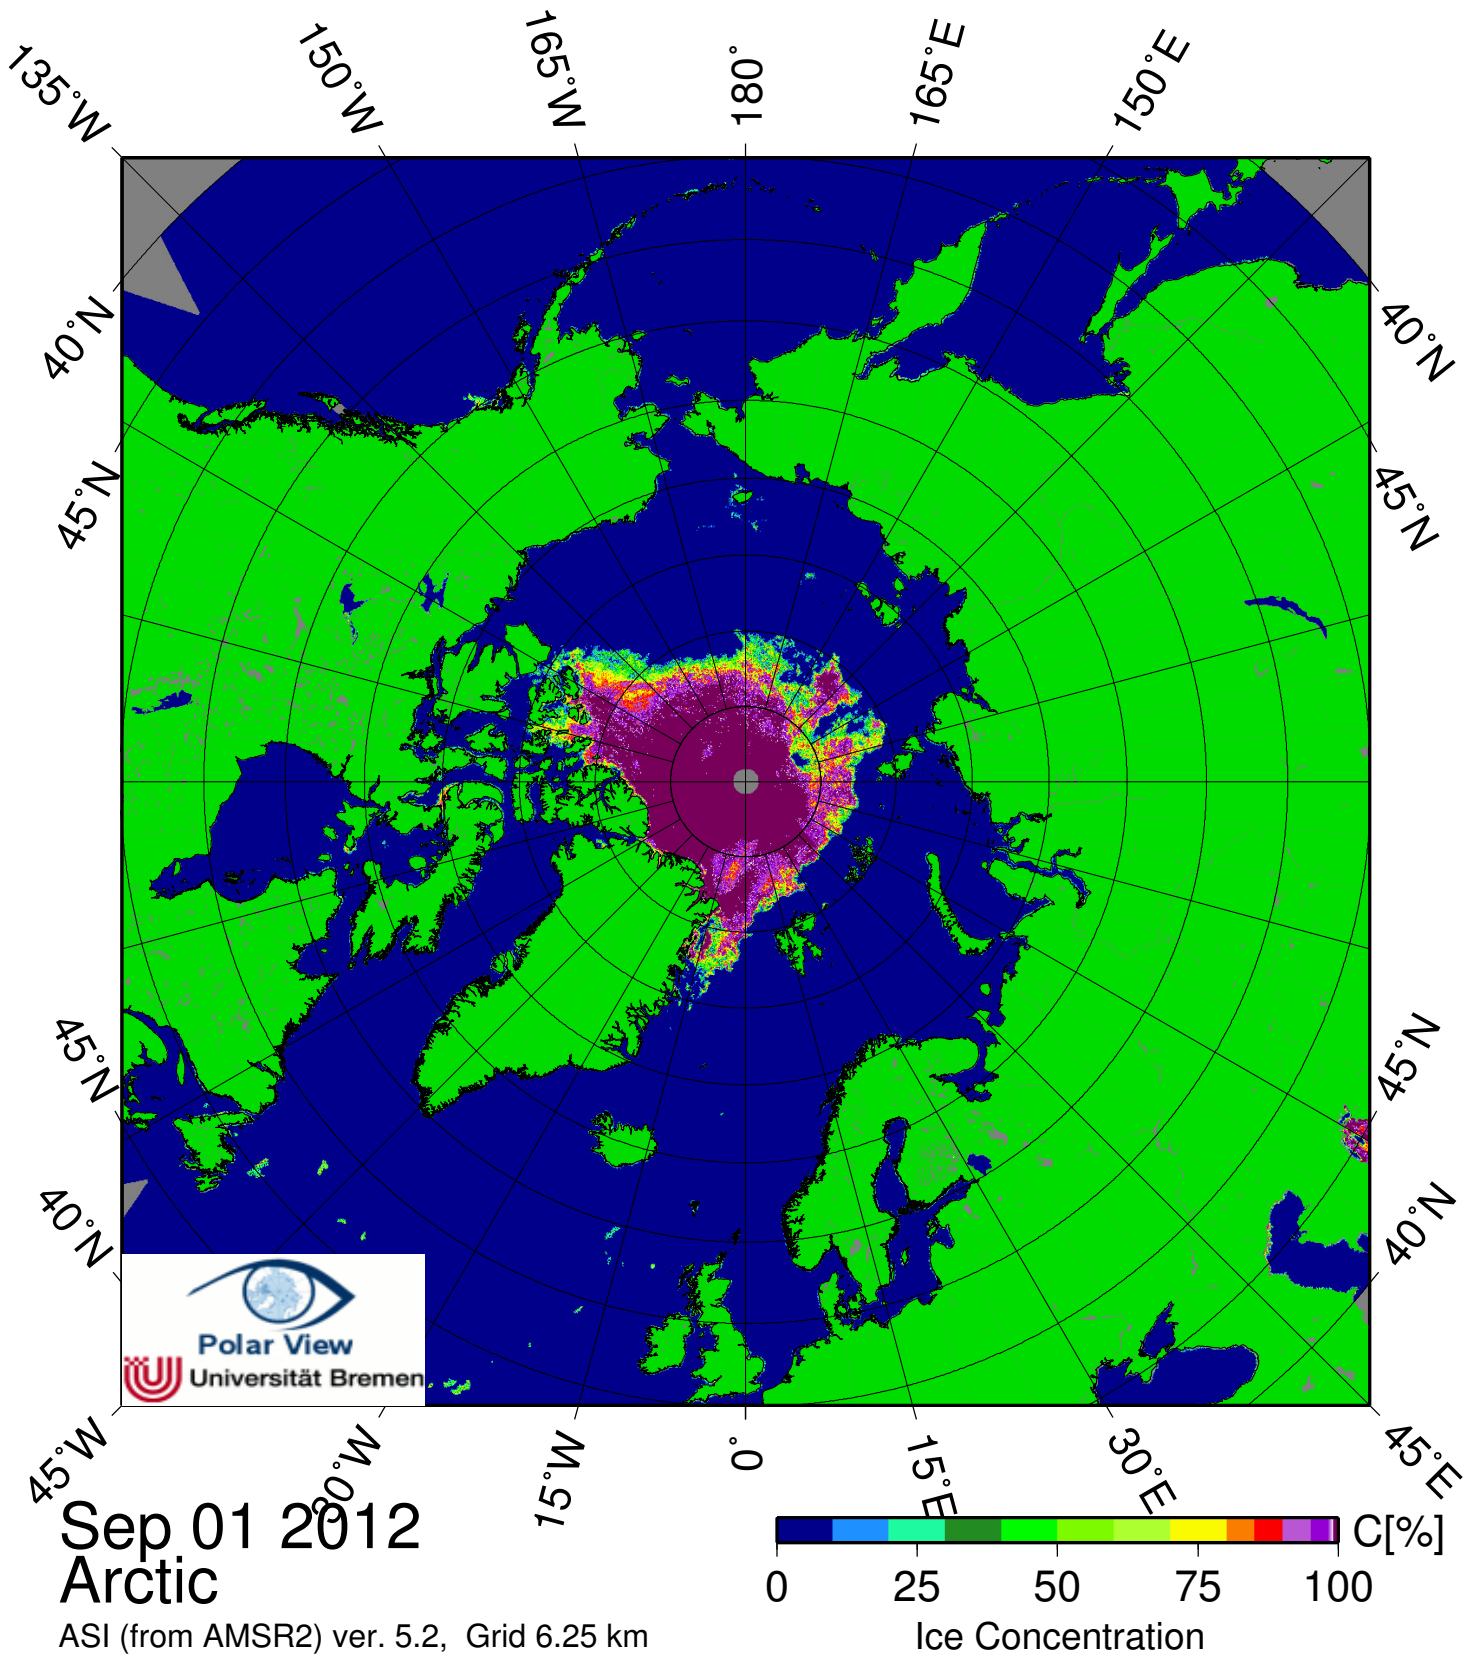 135°W
150°W
165°W
180°
165°E
150°E
40°N
40°N
45°N
45°N
45°N
45°N
40°N
40°N
Polar View
Universität Bremen
45°W
30°W
15°W
0°
15°E
30°E
45°E
Sep 01 2012
Arctic
ASI (from AMSR2) ver. 5.2, Grid 6.25 km
C[%]
0 25 50 75 100
Ice Concentration